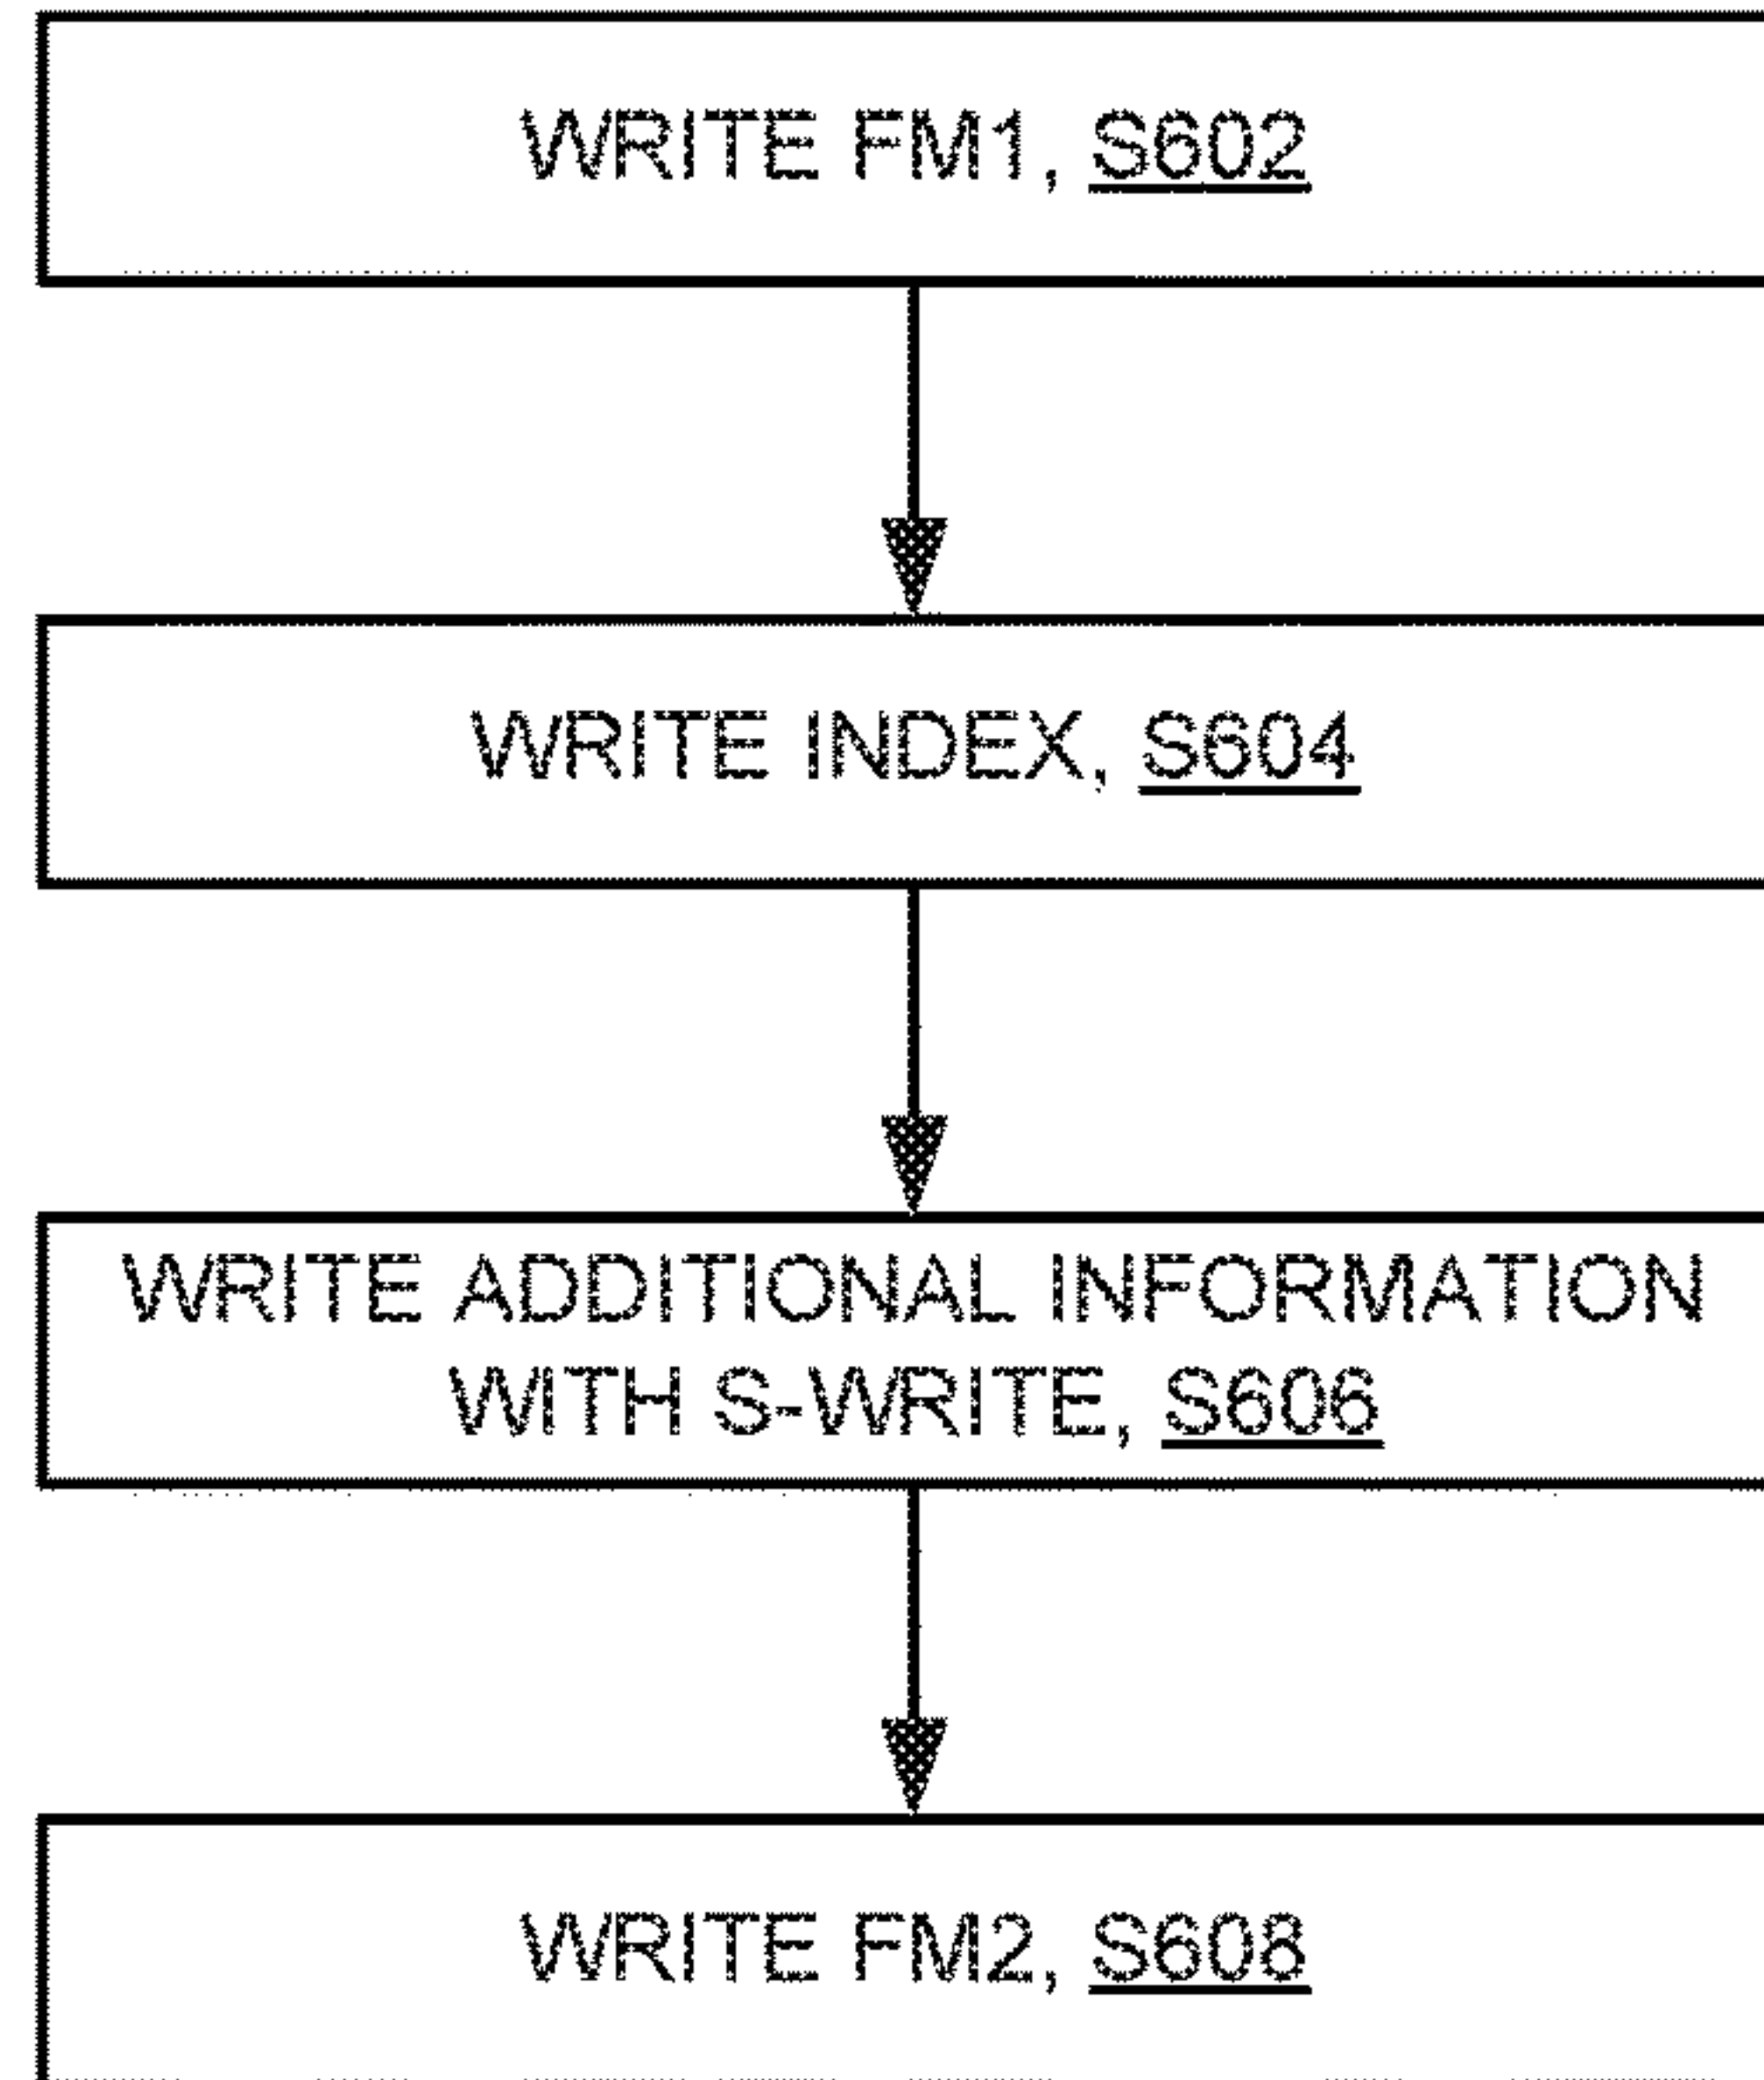 WRITE FM1, S602
WRITE INDEX, S604
WRITE ADDITIONAL INFORMATION
WITH S-WRITE, S606
WRITE FM2, S608